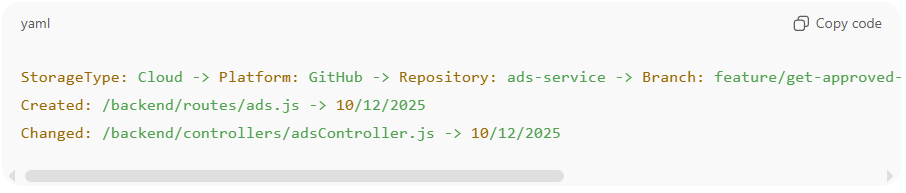 yaml
Copy code
StorageType: Cloud -> Platform: GitHub -> Repository: ads-service -> Branch: feature/get-approved-
Created: /backend/routes/ads.js -> 10/12/2025
Changed: /backend/controllers/adsController.js -> 10/12/2025